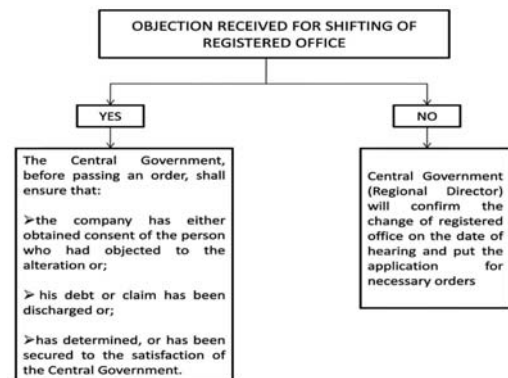 OBJECTION RECEIVED FOR SHIFTING OF
REGISTERED OFFICE
YES
NO
The Central Government,
before passing an order, shall
ensure that:
➢the company has either
obtained consent of the person
who had objected to the
alteration or;
➢ his debt or claim has been
discharged or;
➢has determined, or has been
secured to the satisfaction of
the Central Government.
Central Government
(Regional Director)
will confirm the
change of registered
office on the date of
hearing and put the
application for
necessary orders